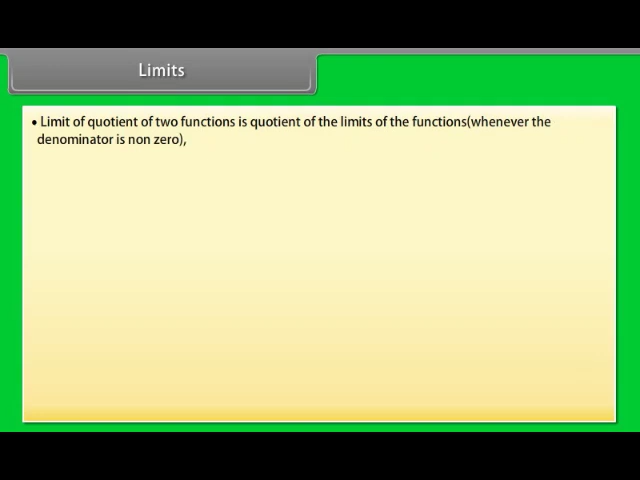 Limits
• Limit of quotient of two functions is quotient of the limits of the functions(whenever the
denominator is non zero),